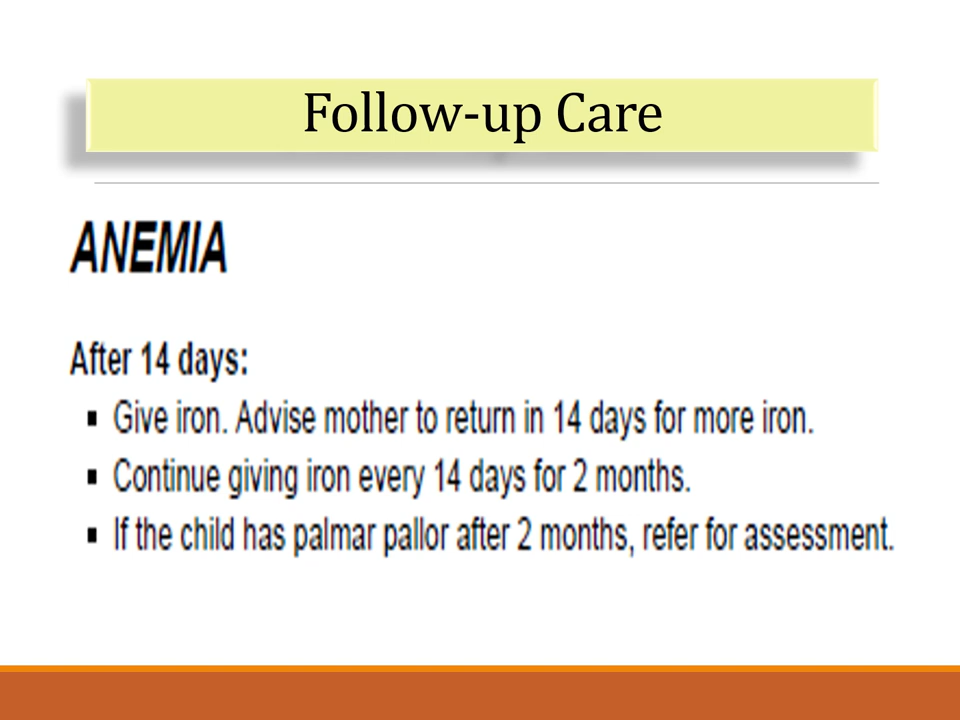 Follow-up Care
ANEMIA
After 14 days:
▪ Give iron. Advise mother to return in 14 days for more iron.
▪ Continue giving iron every 14 days for 2 months.
▪ If the child has palmar pallor after 2 months, refer for assessment.